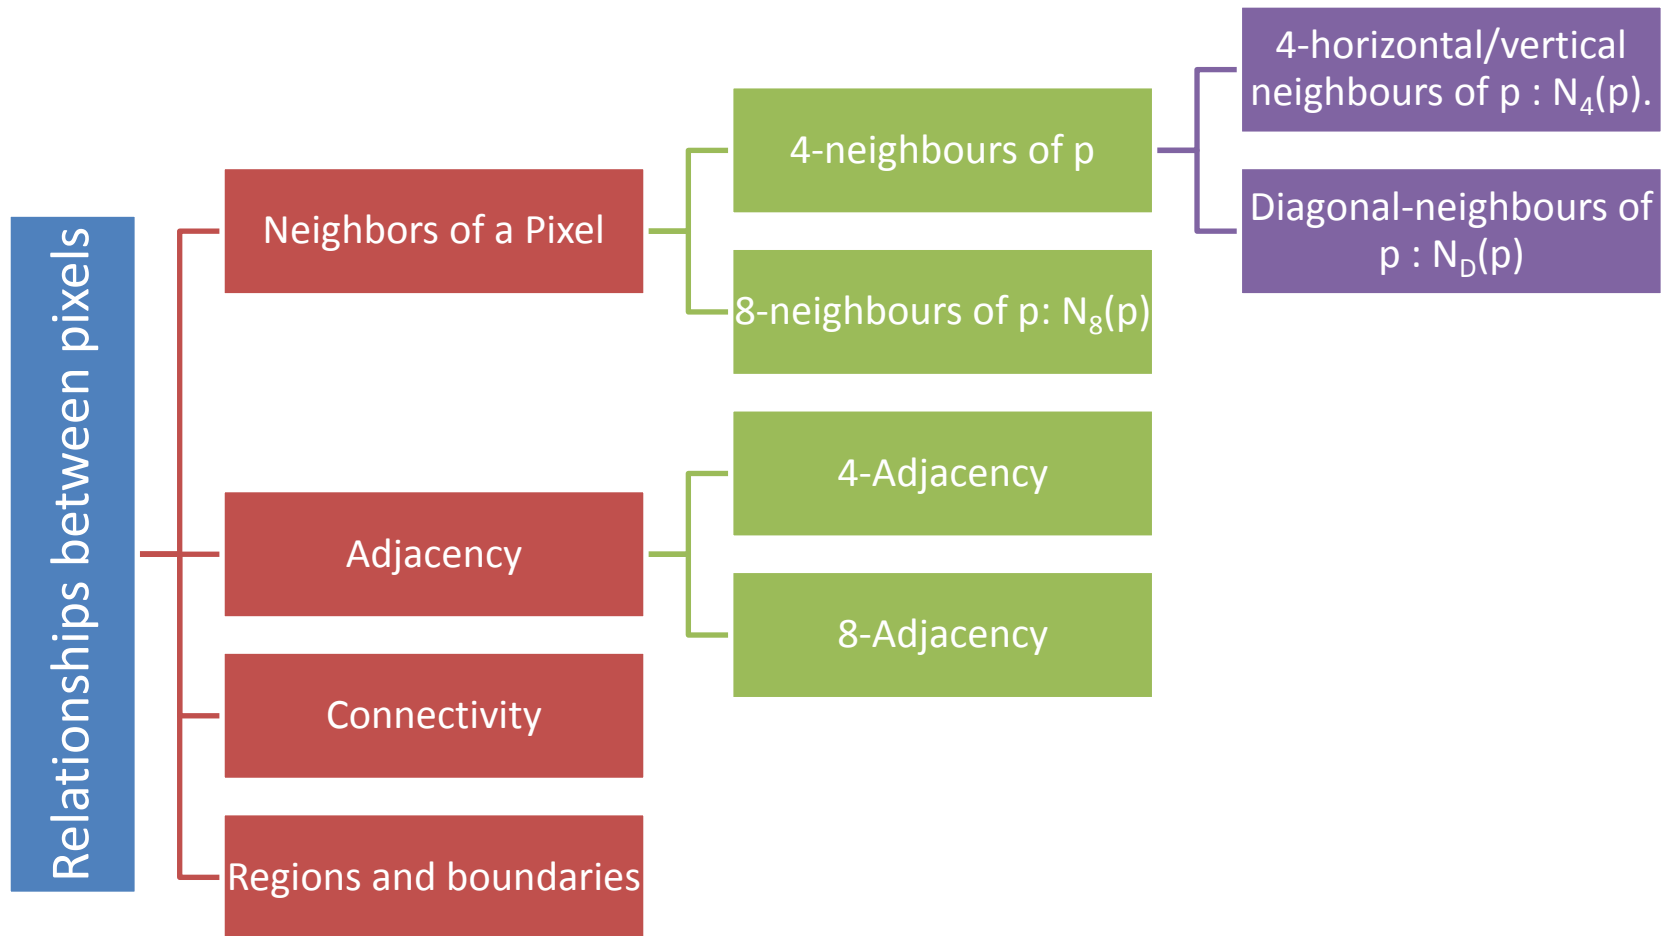 Relationships between pixels
Neighbors of a Pixel
4-neighbours of p
4-horizontal/vertical
neighbours of p : N₄(p).
Diagonal-neighbours of
p : N_D(p)
8-neighbours of p: N₈(p)
Adjacency
4-Adjacency
8-Adjacency
Connectivity
Regions and boundaries